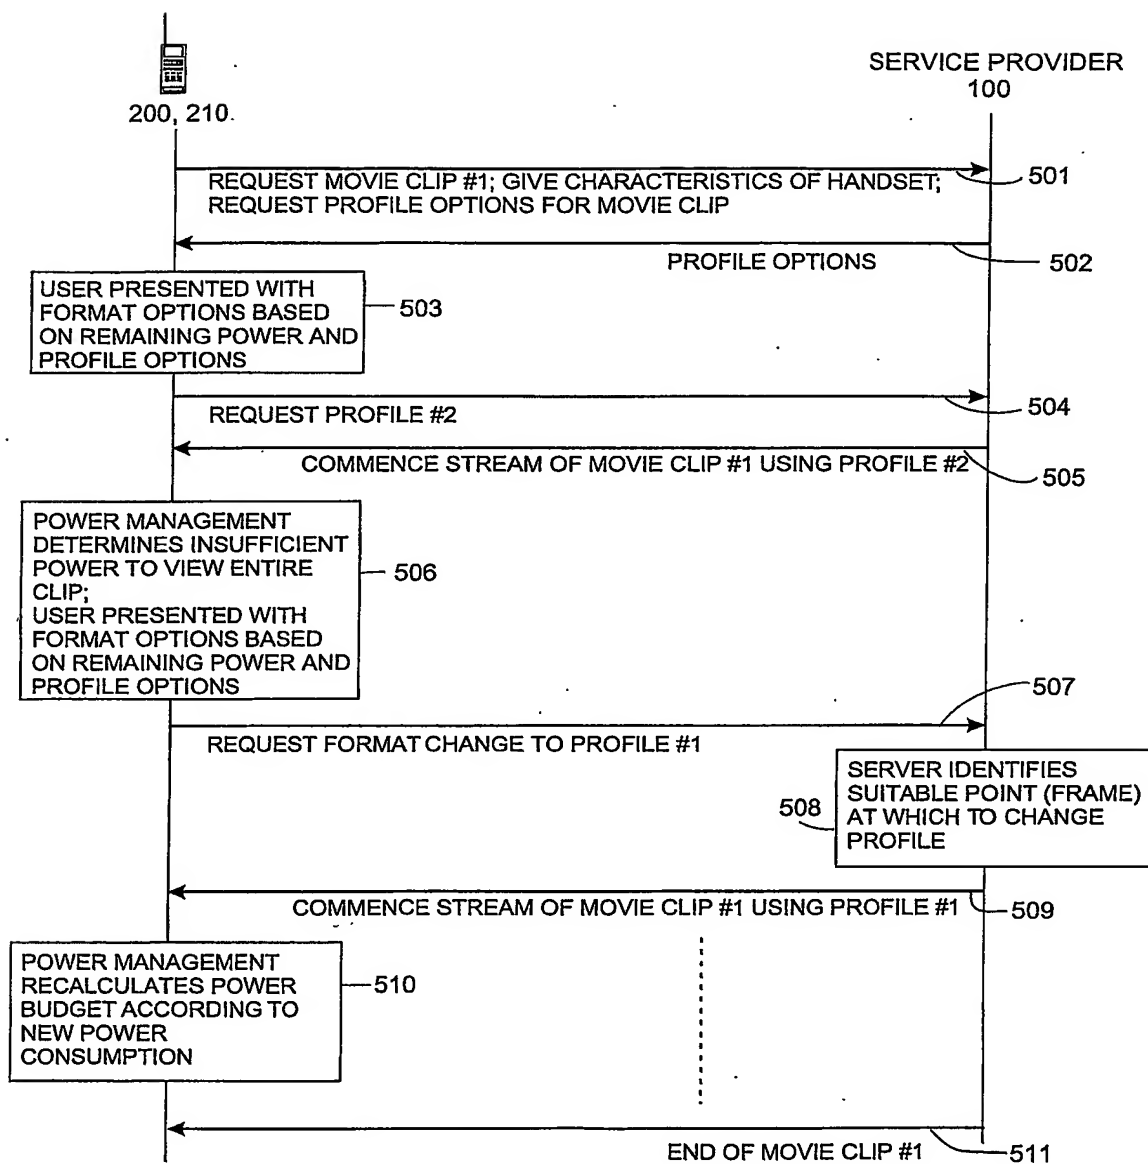 SERVICE PROVIDER
100
200, 210.
REQUEST MOVIE CLIP #1; GIVE CHARACTERISTICS OF HANDSET;
REQUEST PROFILE OPTIONS FOR MOVIE CLIP
501
PROFILE OPTIONS
502
USER PRESENTED WITH
FORMAT OPTIONS BASED
ON REMAINING POWER AND
PROFILE OPTIONS
503
REQUEST PROFILE #2
504
COMMENCE STREAM OF MOVIE CLIP #1 USING PROFILE #2
505
POWER MANAGEMENT
DETERMINES INSUFFICIENT
POWER TO VIEW ENTIRE
CLIP;
USER PRESENTED WITH
FORMAT OPTIONS BASED
ON REMAINING POWER AND
PROFILE OPTIONS
506
507
REQUEST FORMAT CHANGE TO PROFILE #1
SERVER IDENTIFIES
SUITABLE POINT (FRAME)
AT WHICH TO CHANGE
PROFILE
508
COMMENCE STREAM OF MOVIE CLIP #1 USING PROFILE #1
509
POWER MANAGEMENT
RECALCULATES POWER
BUDGET ACCORDING TO
NEW POWER
CONSUMPTION
510
END OF MOVIE CLIP #1
511